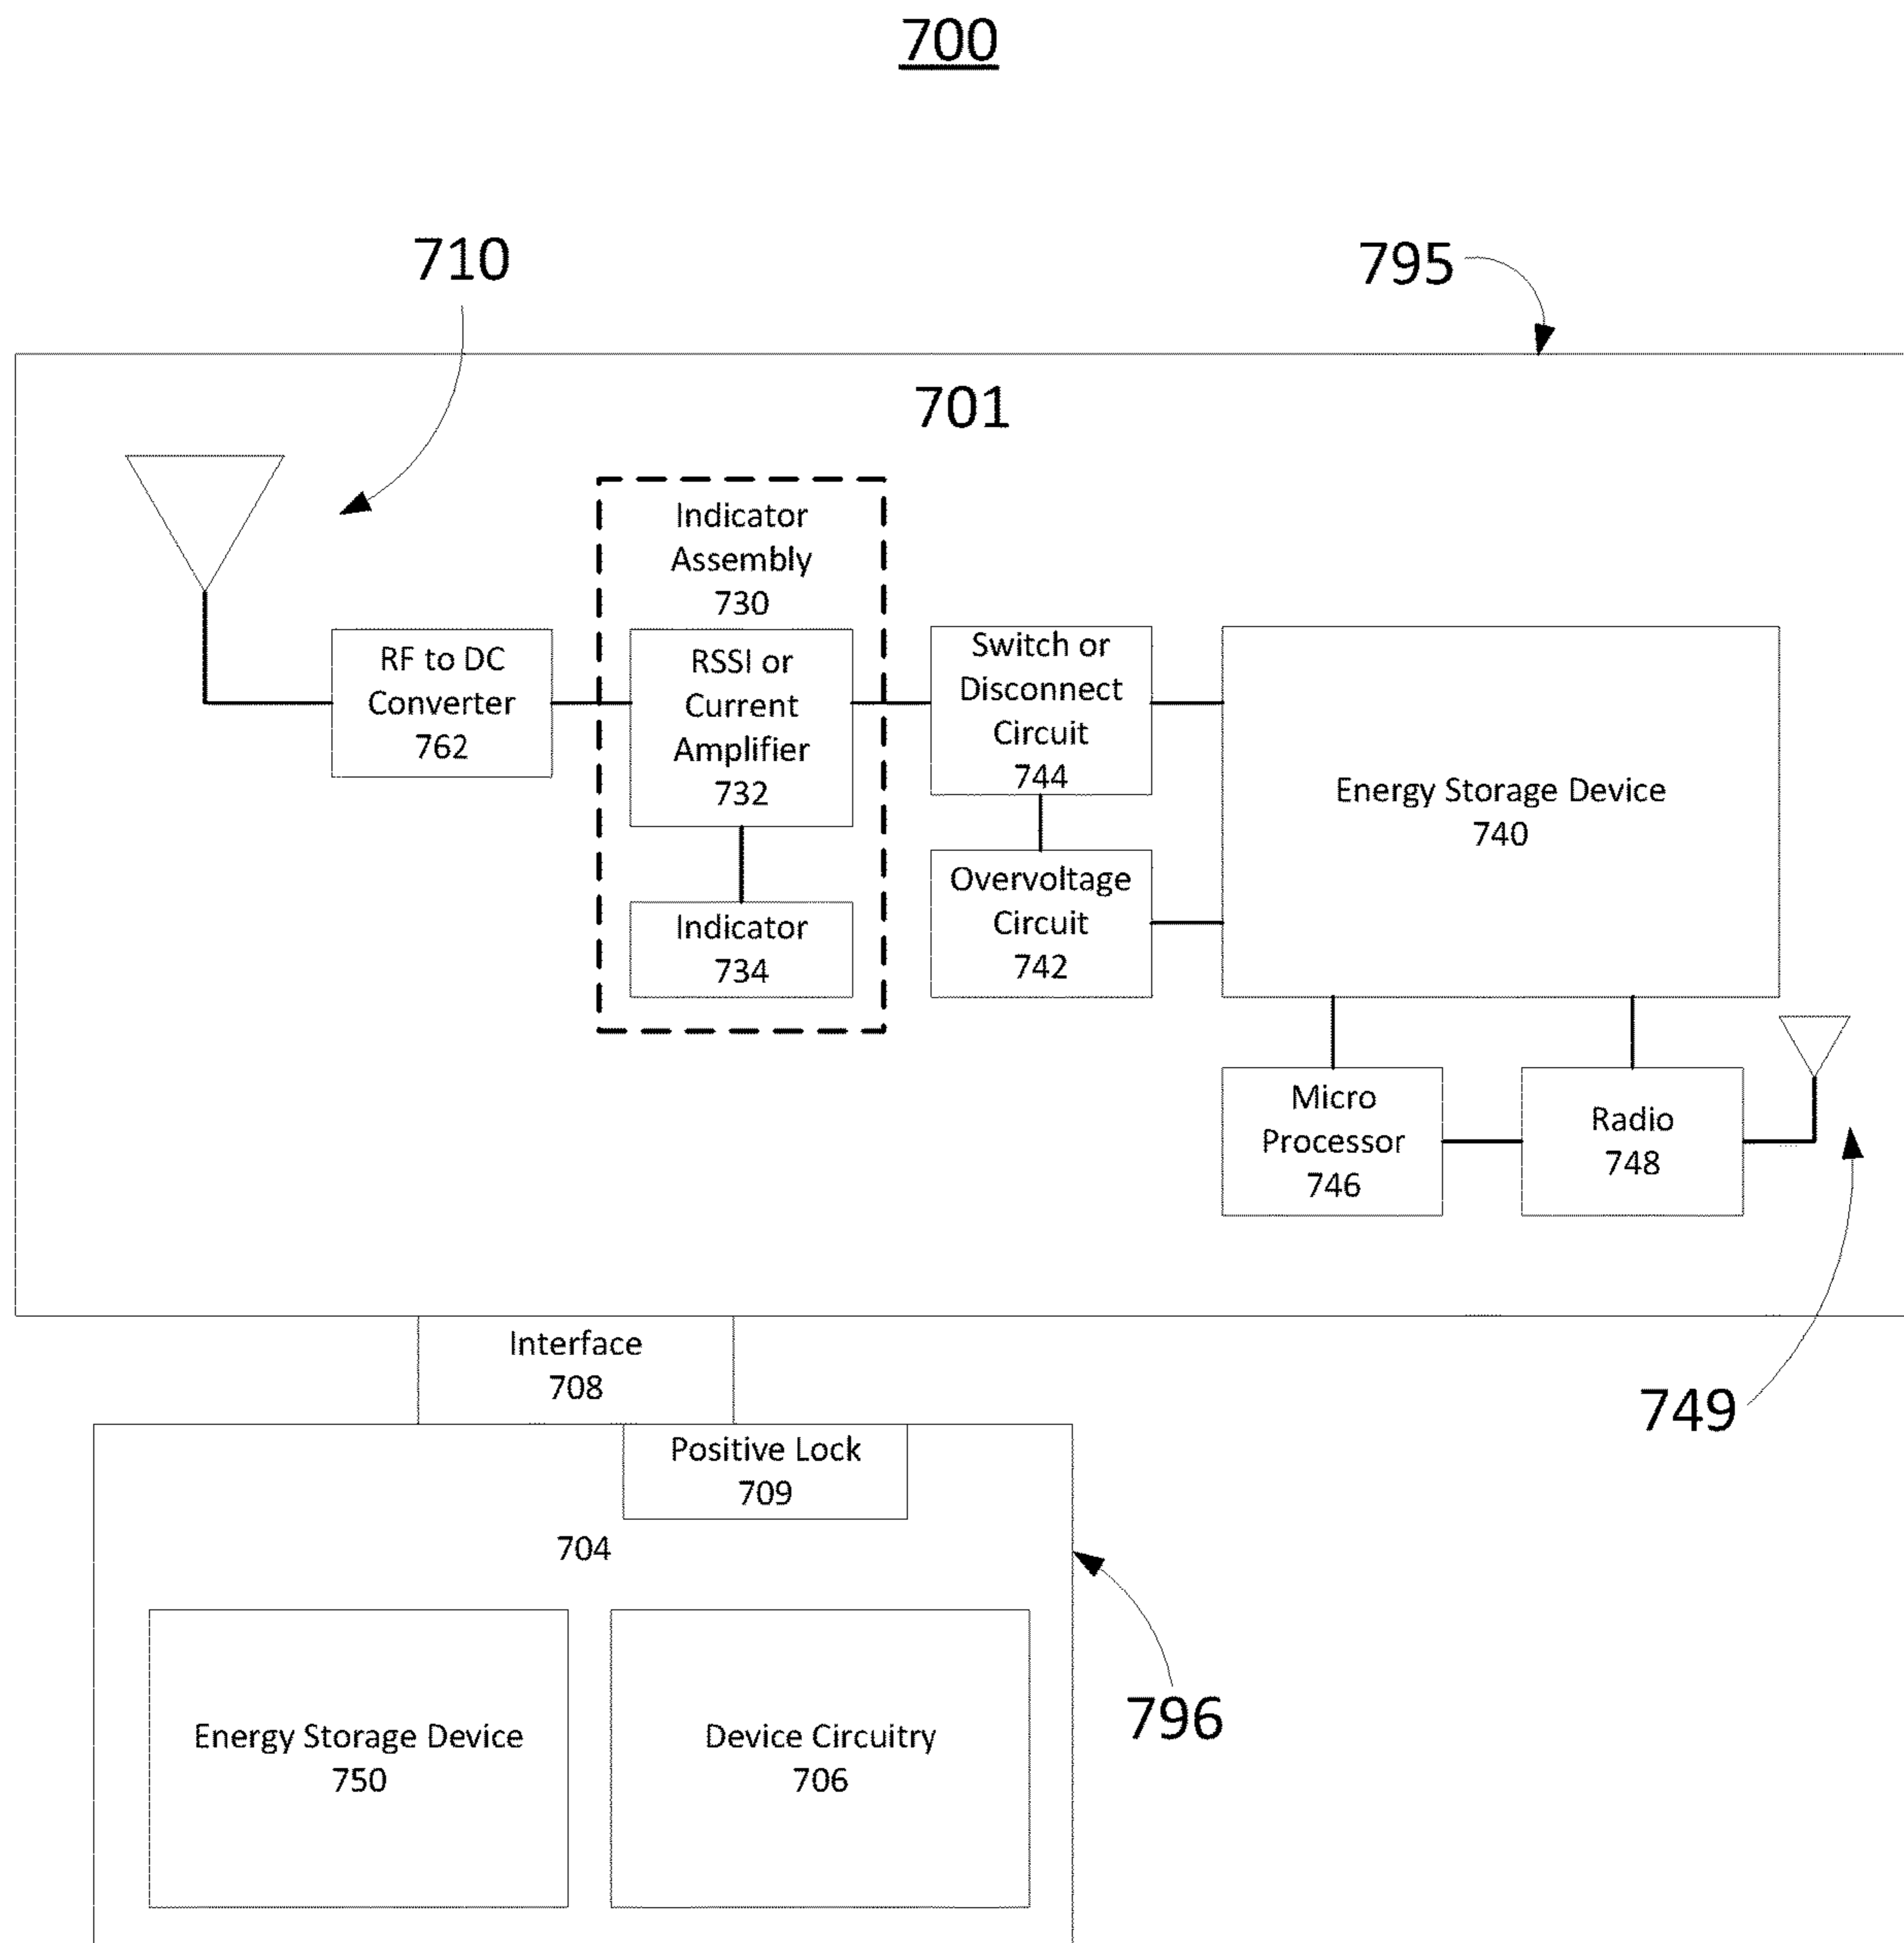 700
710
795
701
Indicator
Assembly
730
RF to DC
Converter
762
RSSI or
Current
Amplifier
732
Indicator
734
Switch or
Disconnect
Circuit
744
Overvoltage
Circuit
742
Energy Storage Device
740
Micro
Processor
746
Radio
748
749
Interface
708
Positive Lock
709
704
796
Energy Storage Device
750
Device Circuitry
706